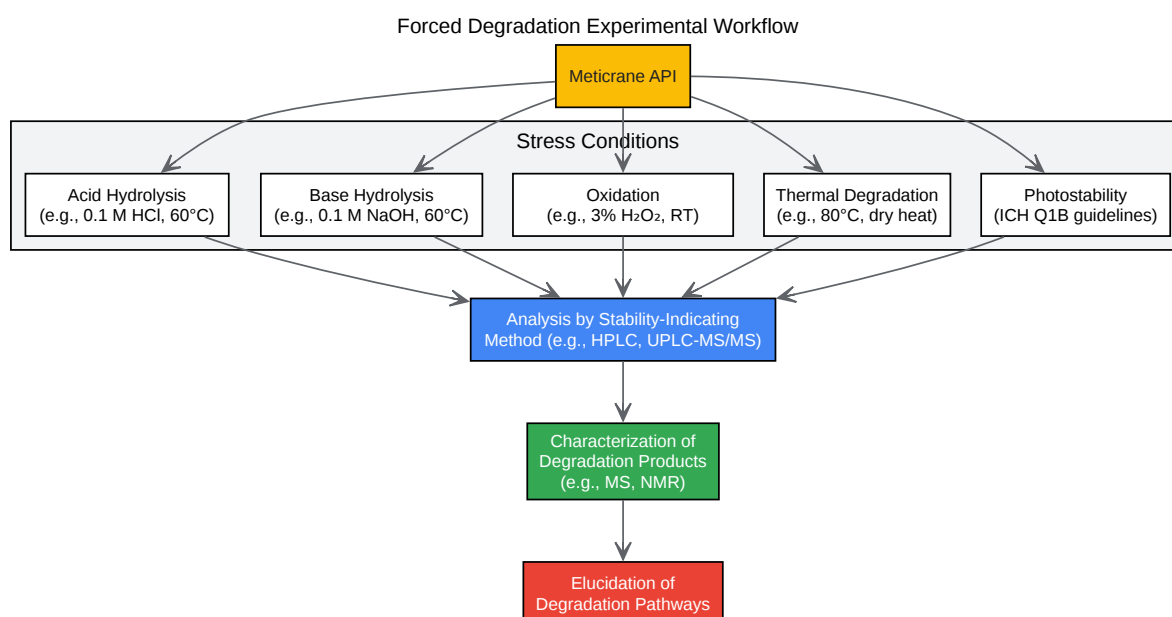 Forced Degradation Experimental Workflow
Meticrane API
Stress Conditions
Acid Hydrolysis
(e.g., 0.1 M HCl, 60°C)
Base Hydrolysis
(e.g., 0.1 M NaOH, 60°C)
Oxidation
(e.g., 3% H₂O₂, RT)
Thermal Degradation
(e.g., 80°C, dry heat)
Photostability
(ICH Q1B guidelines)
Analysis by Stability-Indicating
Method (e.g., HPLC, UPLC-MS/MS)
Characterization of
Degradation Products
(e.g., MS, NMR)
Elucidation of
Degradation Pathways